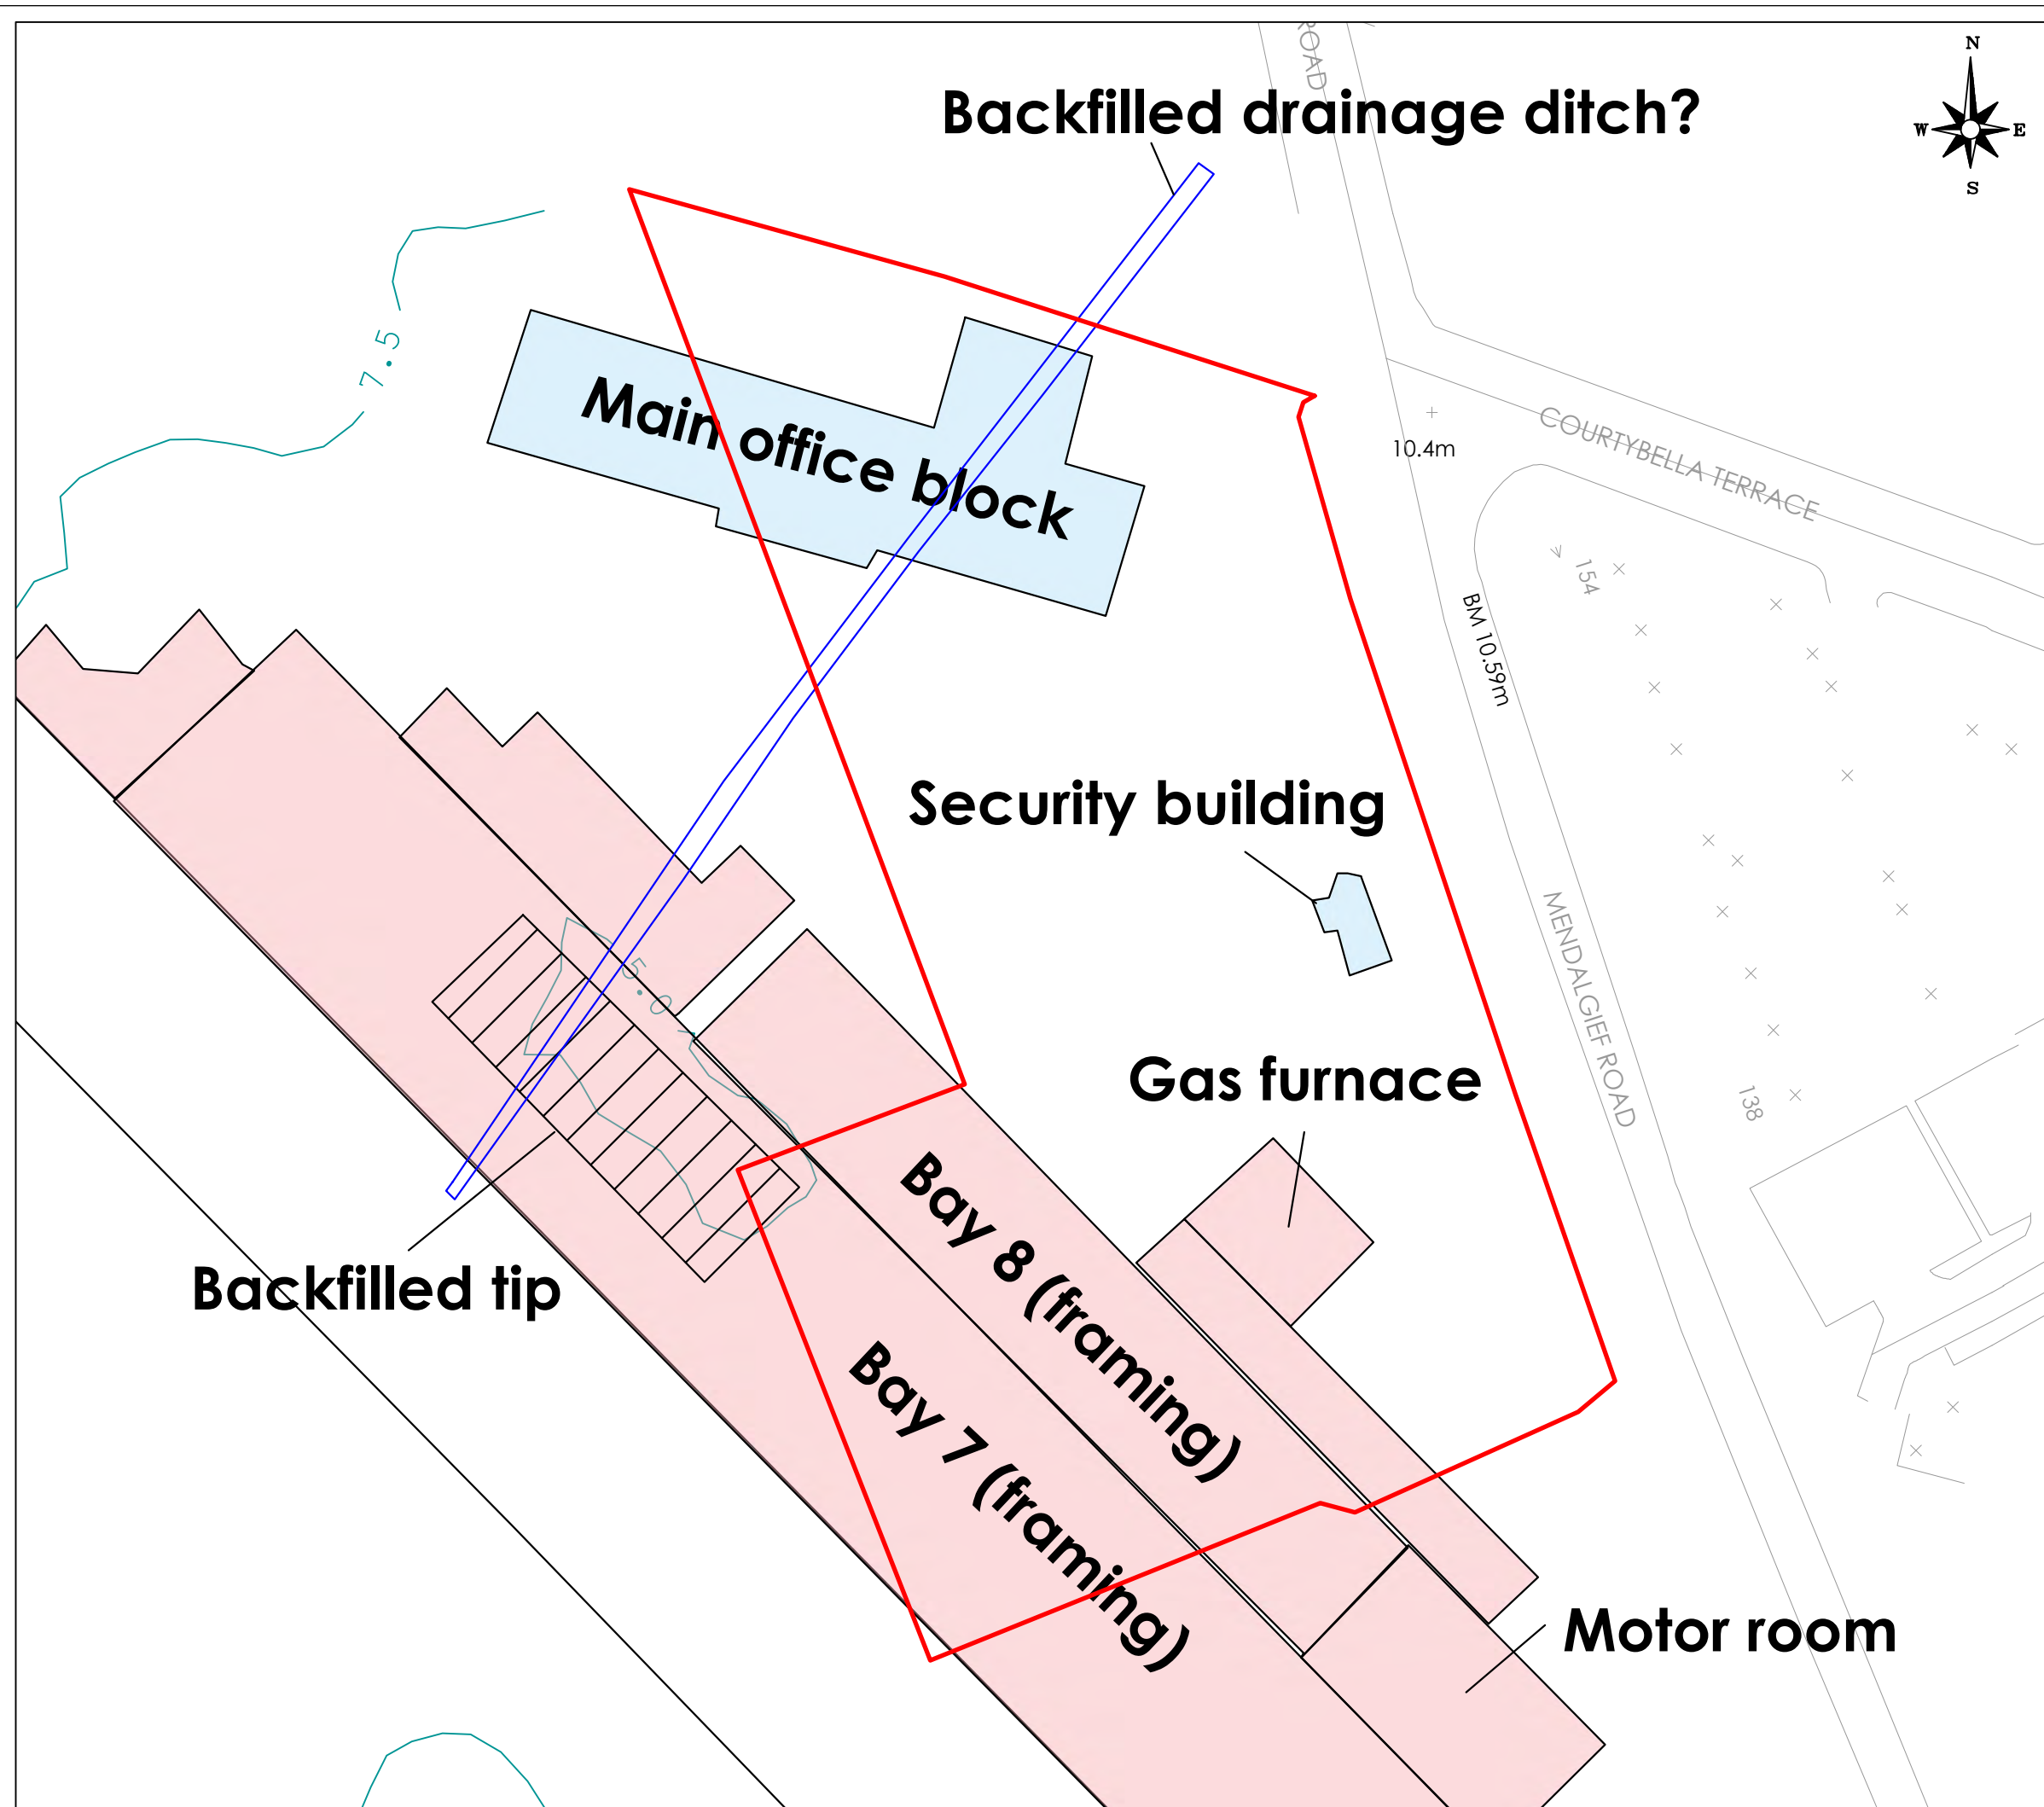 ROAD
N
W
E
S
Backfilled drainage ditch?
7.5
Main office block
10.4m
COURTYBELLA TERRACE
154
BM 10.59m
Security building
MENDALGIEF ROAD
5.0
Gas furnace
138
Bay 8 (framing)
Backfilled tip
Bay 7 (framing)
Motor room